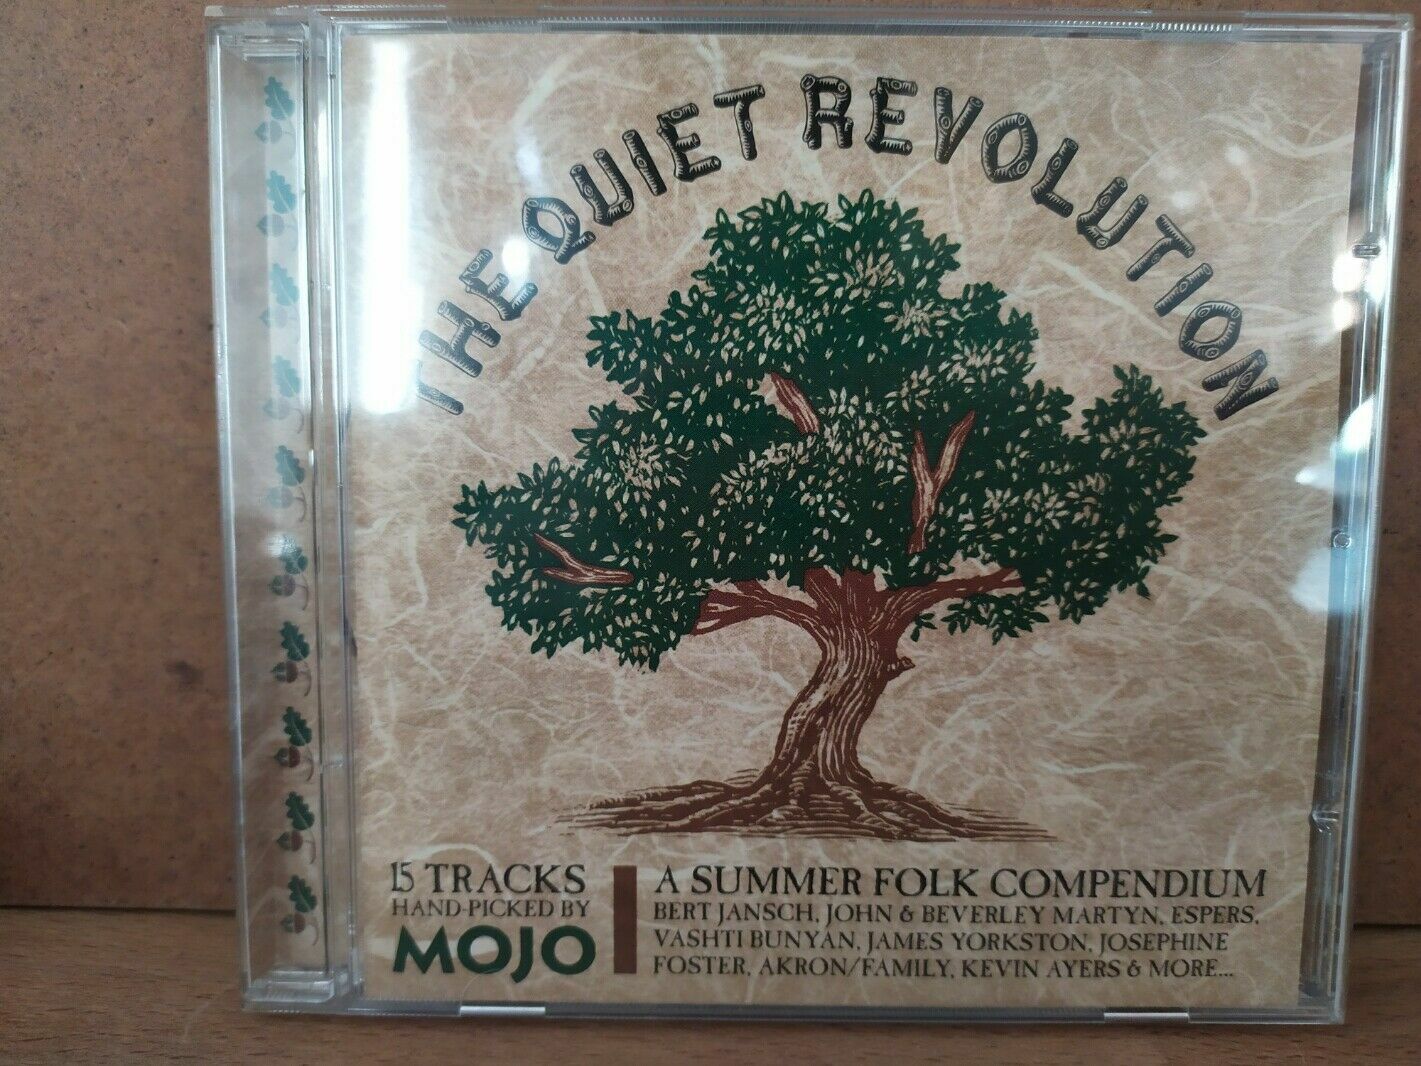 THE QUIET REVOLUTION
15 TRACKS
HAND-PICKED BY
MOJO
A SUMMER FOLK COMPENDIUM
BERT JANSCH, JOHN & BEVERLEY MARTYN, ESPERS,
VASHTI BUNYAN, JAMES YORKSTON, JOSEPHINE
FOSTER, AKRON/FAMILY, KEVIN AYERS & MORE...